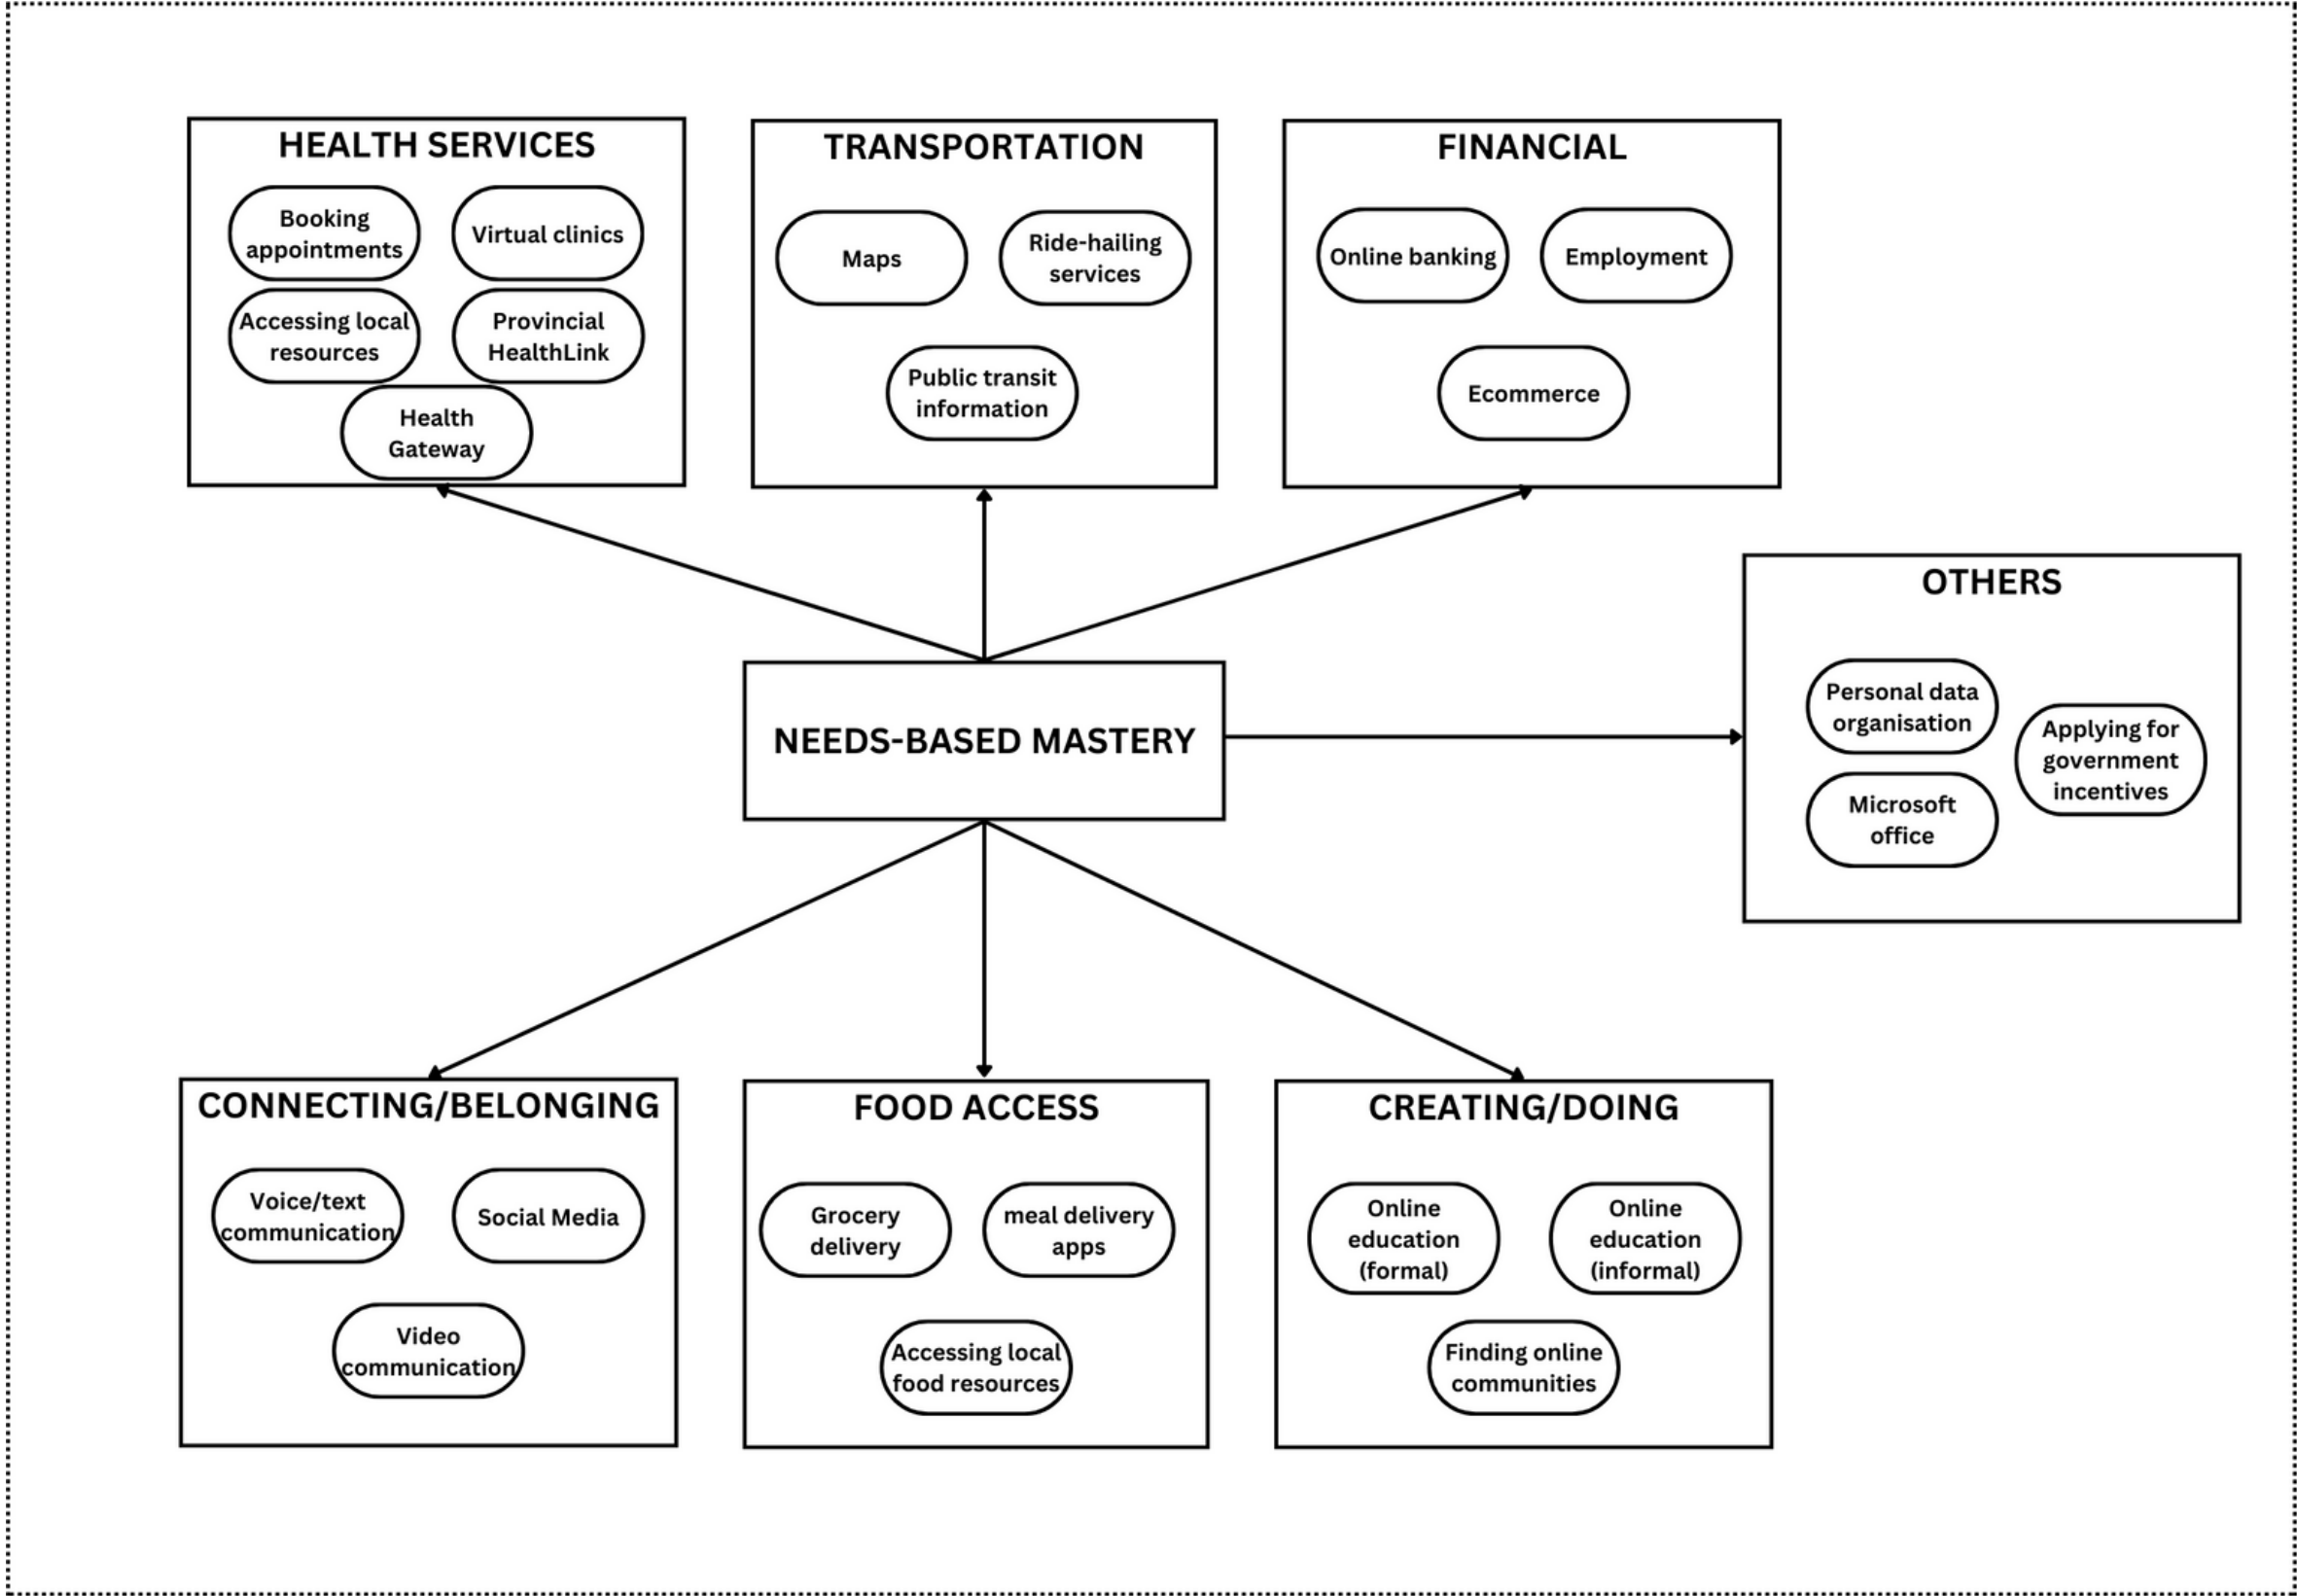 HEALTH SERVICES
Booking
appointments
Virtual clinics
Accessing local
resources
Provincial
HealthLink
Health
Gateway
TRANSPORTATION
Maps
Ride-hailing
services
Public transit
information
FINANCIAL
Online banking
Employment
Ecommerce
NEEDS-BASED MASTERY
OTHERS
Personal data
organisation
Applying for
government
incentives
Microsoft
office
CONNECTING/BELONGING
Voice/text
communication
Social Media
Video
communication
FOOD ACCESS
Grocery
delivery
meal delivery
apps
Accessing local
food resources
CREATING/DOING
Online
education
(formal)
Online
education
(informal)
Finding online
communities